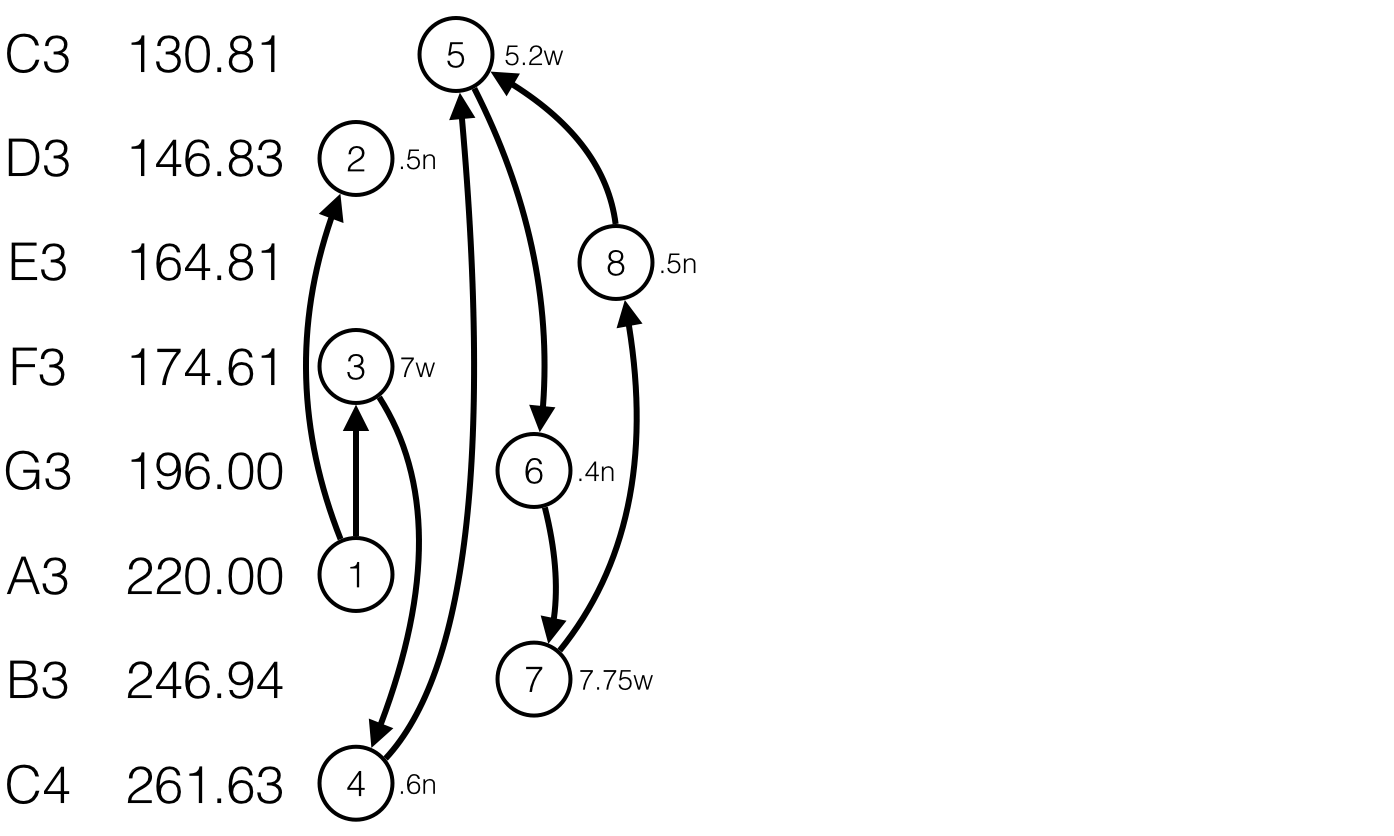 C3 130.81 5 5.2w
D3 146.83 2 .5n
E3 164.81 8 .5n
F3 174.61 3 7w
G3 196.00 6 .4n
A3 220.00 1
B3 246.94 7 7.75w
C4 261.63 4 .6n